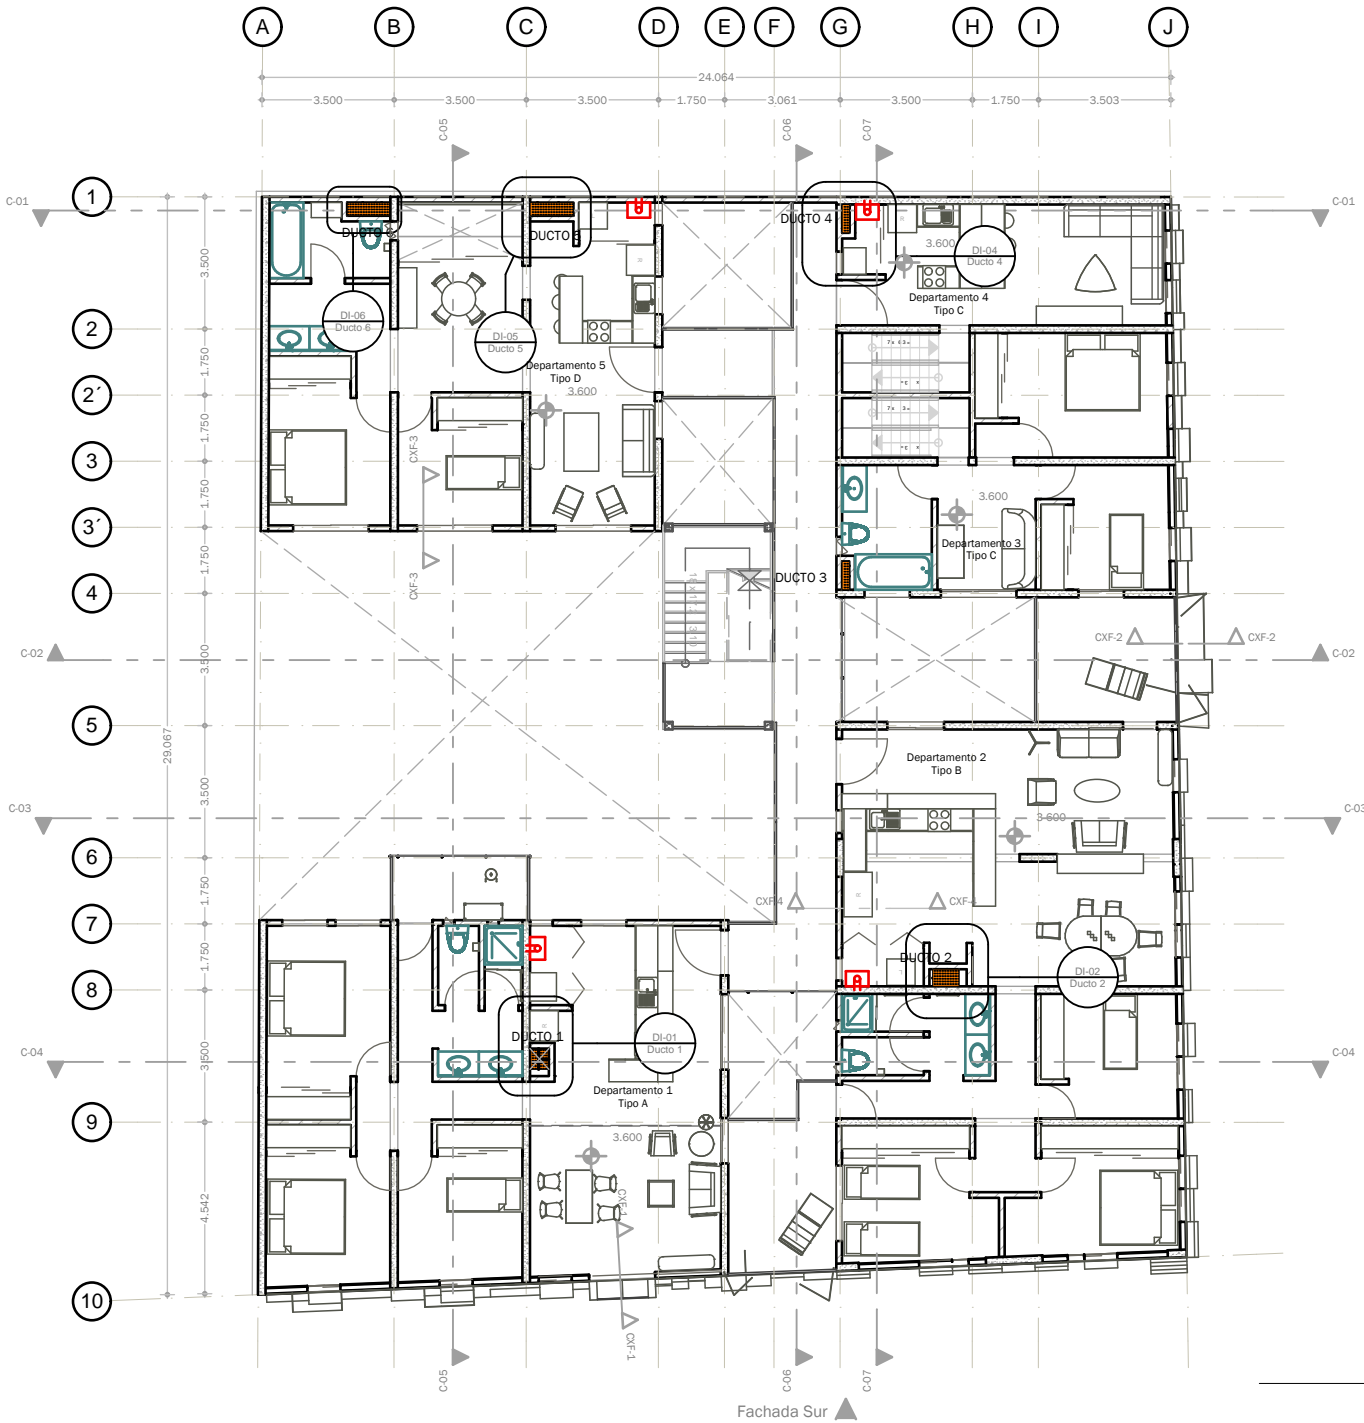 A B C D E F G H I J
24.064
3.500 3.500 3.500 1.750 3.061 3.500 1.750 3.503
C-05 C-06 C-07
1
C-01 C-01
DUCTO 4
DI-04
Ducto 4
3.600
Departamento 4
Tipo C
3.500
2
DI-06
Ducto 6
DI-05
Ducto 5
1.750
Departamento 5
Tipo D
3.600
2´
1.750
CXF-3
3
1.750
3.600
3´
Departamento 3
Tipo C
1.750
DUCTO 3
CXF-3
4
3.500
C-02 CXF-2 CXF-2 C-02
5
29.067
3.500
Departamento 2
Tipo B
C-03 3.600 C-03
6
1.750
CXF-4
7
1.750
DUCTO 2
DI-02
Ducto 2
8
DUCTO 1
DI-01
Ducto 1
3.500
C-04 C-04
Departamento 1
Tipo A
9
3.600
4.542
CXF-1
10
CXF-1
C-05 C-06 C-07
Fachada Sur